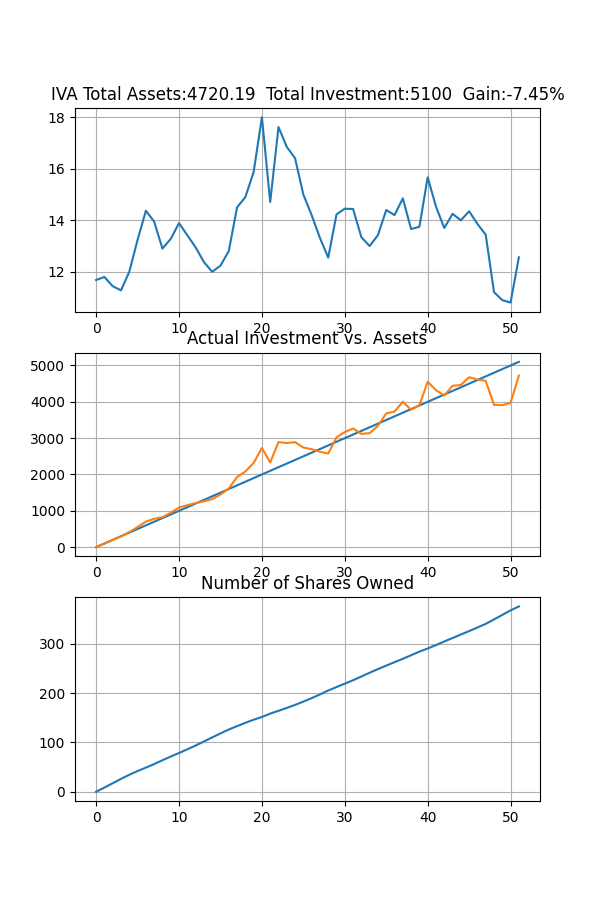 IVA Total Assets:4720.19  Total Investment:5100  Gain:-7.45%
18
16
14
12
0 10 20 30 40 50
Actual Investment vs. Assets
5000
4000
3000
2000
1000
0
0 10 20 30 40 50
Number of Shares Owned
300
200
100
0
0 10 20 30 40 50